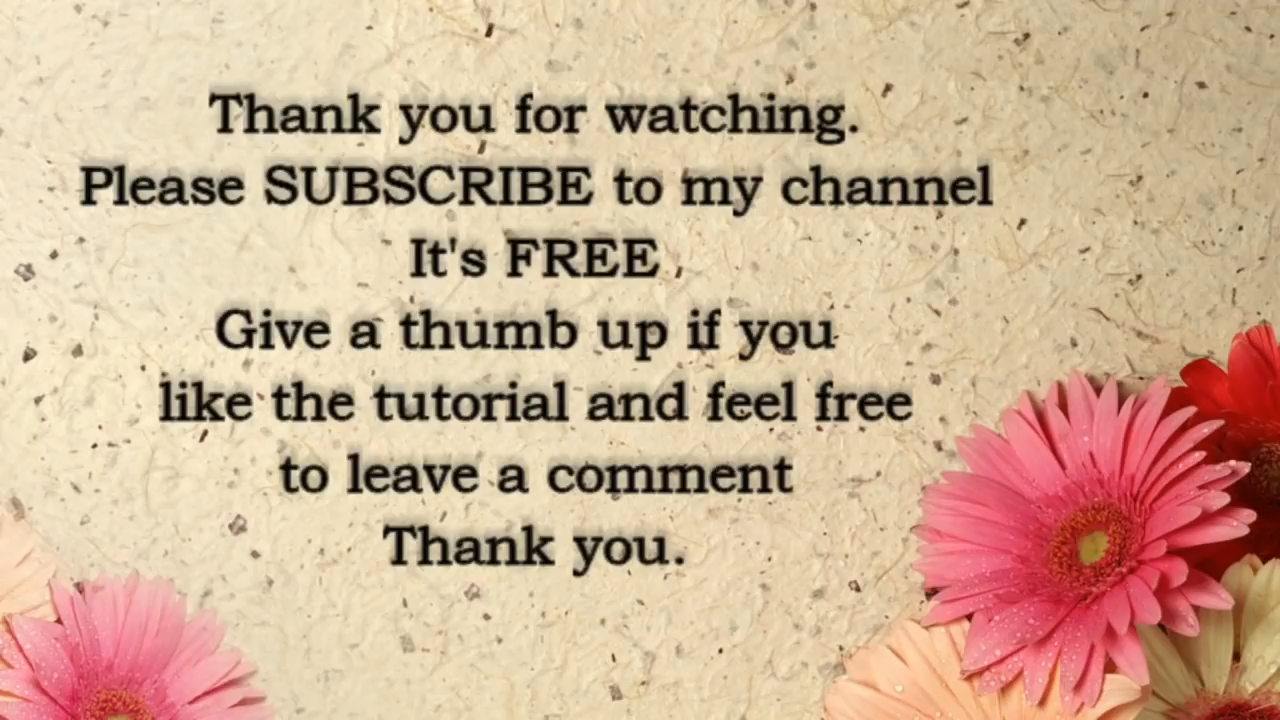 Thank you for watching.
Please SUBSCRIBE to my channel
It's FREE
Give a thumb up if you
like the tutorial and feel free
to leave a comment
Thank you.